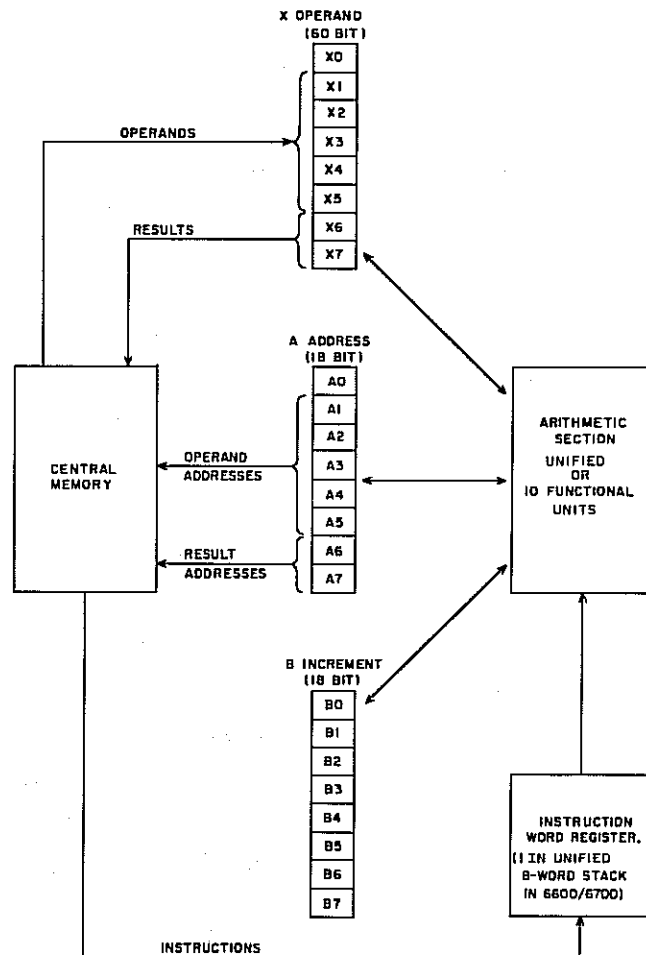 X OPERAND
(60 BIT)
X0
X1
X2
X3
X4
X5
X6
X7
OPERANDS
RESULTS
A ADDRESS
(18 BIT)
A0
A1
A2
A3
A4
A5
A6
A7
CENTRAL
MEMORY
OPERAND
ADDRESSES
RESULT
ADDRESSES
ARITHMETIC
SECTION
UNIFIED
OR
10 FUNCTIONAL
UNITS
B INCREMENT
(18 BIT)
B0
B1
B2
B3
B4
B5
B6
B7
INSTRUCTION
WORD REGISTER.
(1 IN UNIFIED
8-WORD STACK
IN 6600/6700)
INSTRUCTIONS